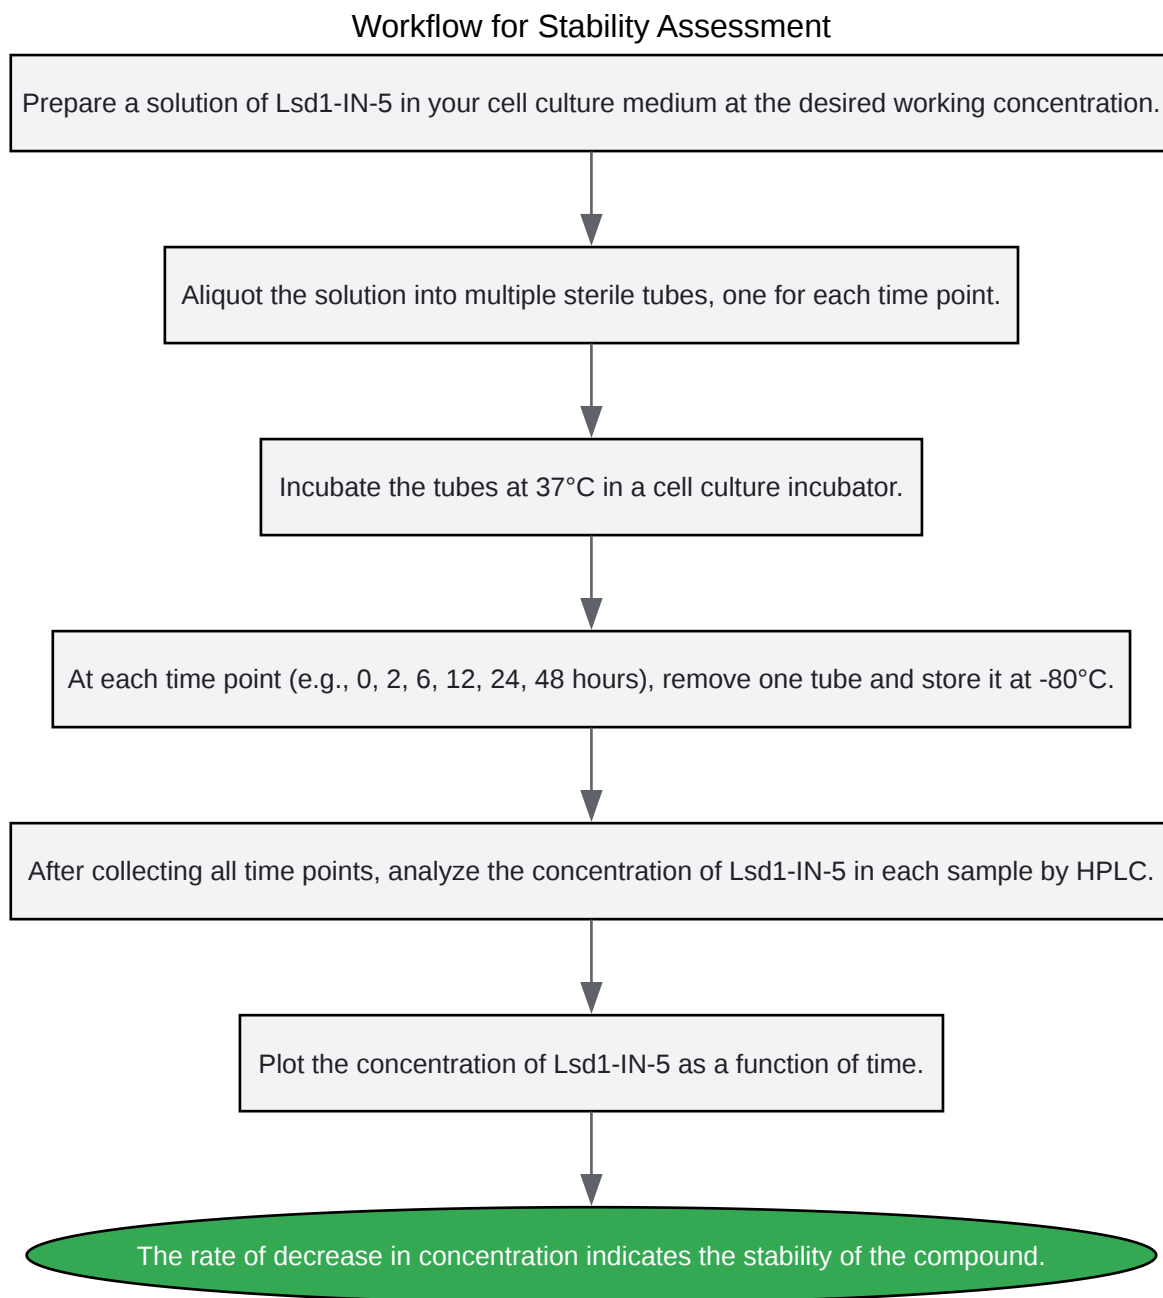 Workflow for Stability Assessment
Prepare a solution of Lsd1-IN-5 in your cell culture medium at the desired working concentration.
Aliquot the solution into multiple sterile tubes, one for each time point.
Incubate the tubes at 37°C in a cell culture incubator.
At each time point (e.g., 0, 2, 6, 12, 24, 48 hours), remove one tube and store it at -80°C.
After collecting all time points, analyze the concentration of Lsd1-IN-5 in each sample by HPLC.
Plot the concentration of Lsd1-IN-5 as a function of time.
The rate of decrease in concentration indicates the stability of the compound.